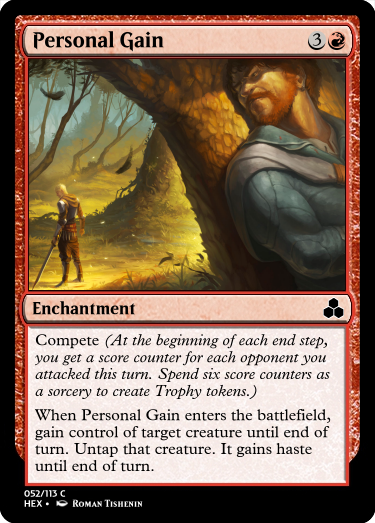 Personal Gain 3
Enchantment
Compete (At the beginning of each end step,
you get a score counter for each opponent you
attacked this turn. Spend six score counters as
a sorcery to create Trophy tokens.)
When Personal Gain enters the battlefield,
gain control of target creature until end of
turn. Untap that creature. It gains haste
until end of turn.
052/113 C
HEX • Roman Tishenin